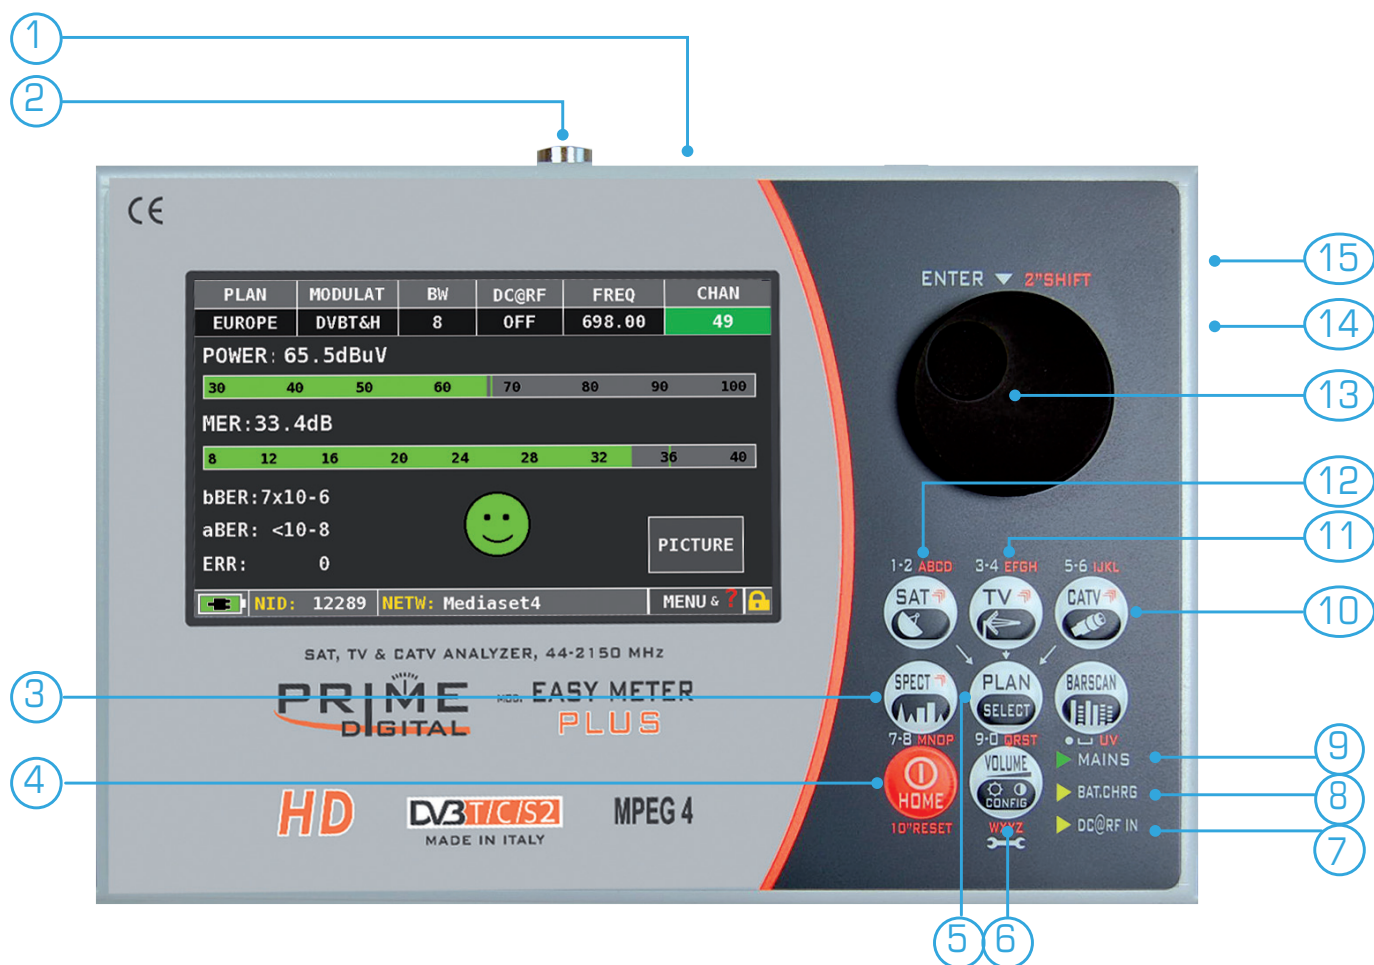 1
2
CE
ENTER 2"SHIFT
15
14
13
PLAN MODULAT BW DC@RF FREQ CHAN
EUROPE DVBT&H 8 OFF 698.00 49
POWER: 65.5dBuV
30 40 50 60 70 80 90 100
MER:33.4dB
8 12 16 20 24 28 32 36 40
bBER:7x10-6
aBER: <10-8
ERR: 0
PICTURE
NID: 12289 NETW: Mediaset4 MENU & ?
12
11
1-2 ABCD 3-4 EFGH 5-6 IJKL
SAT TV CATV
10
SAT, TV & CATV ANALYZER, 44-2150 MHz
PRIME DIGITAL
MOD. EASY METER
PLUS
3
SPECT PLAN SELECT BARSCAN
7-8 MNOP 9-0 QRST UV
4
HOME
10"RESET
VOLUME
CONFIG
WXYZ
MAINS
9
BAT.CHRG
8
DC@RF IN
7
HD DVB T/C/S2 MPEG 4
MADE IN ITALY
5 6